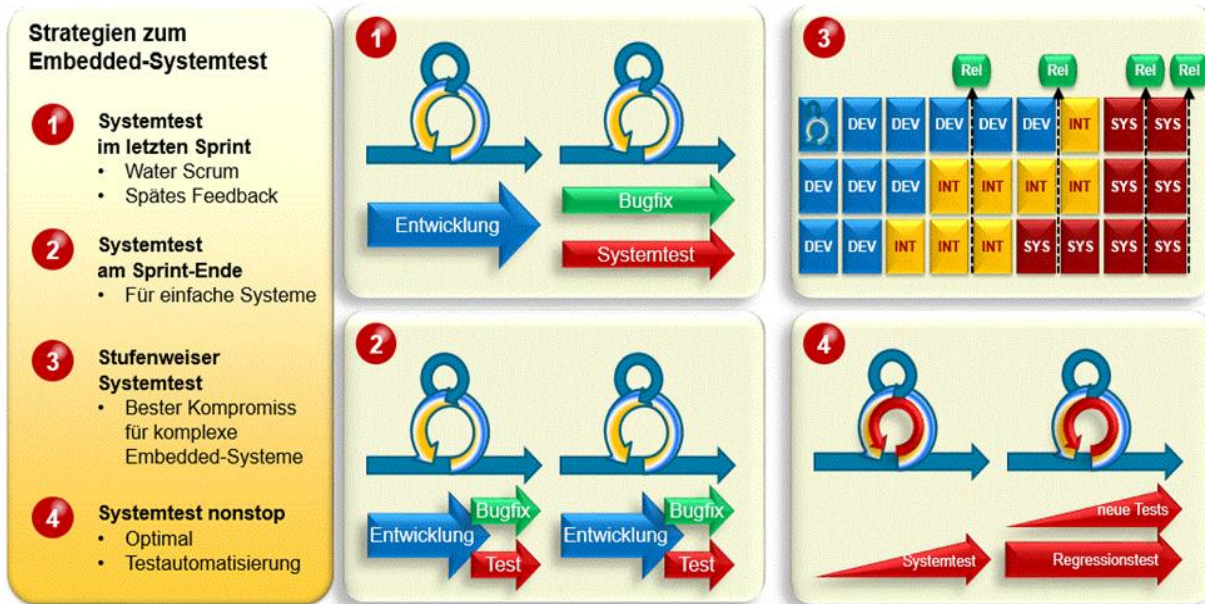 Strategien zum
Embedded-Systemtest
1
Systemtest
im letzten Sprint
• Water Scrum
• Spätes Feedback
2
Systemtest
am Sprint-Ende
• Für einfache Systeme
3
Stufenweiser
Systemtest
• Bester Kompromiss
für komplexe
Embedded-Systeme
4
Systemtest nonstop
• Optimal
• Testautomatisierung
1
Entwicklung
Bugfix
Systemtest
3
Rel Rel Rel Rel
DEV DEV DEV DEV DEV INT SYS SYS
DEV DEV DEV INT INT INT INT SYS SYS
DEV DEV INT INT INT SYS SYS SYS SYS
2
Entwicklung Bugfix Entwicklung Bugfix
Test Test
4
neue Tests
Systemtest Regressionstest